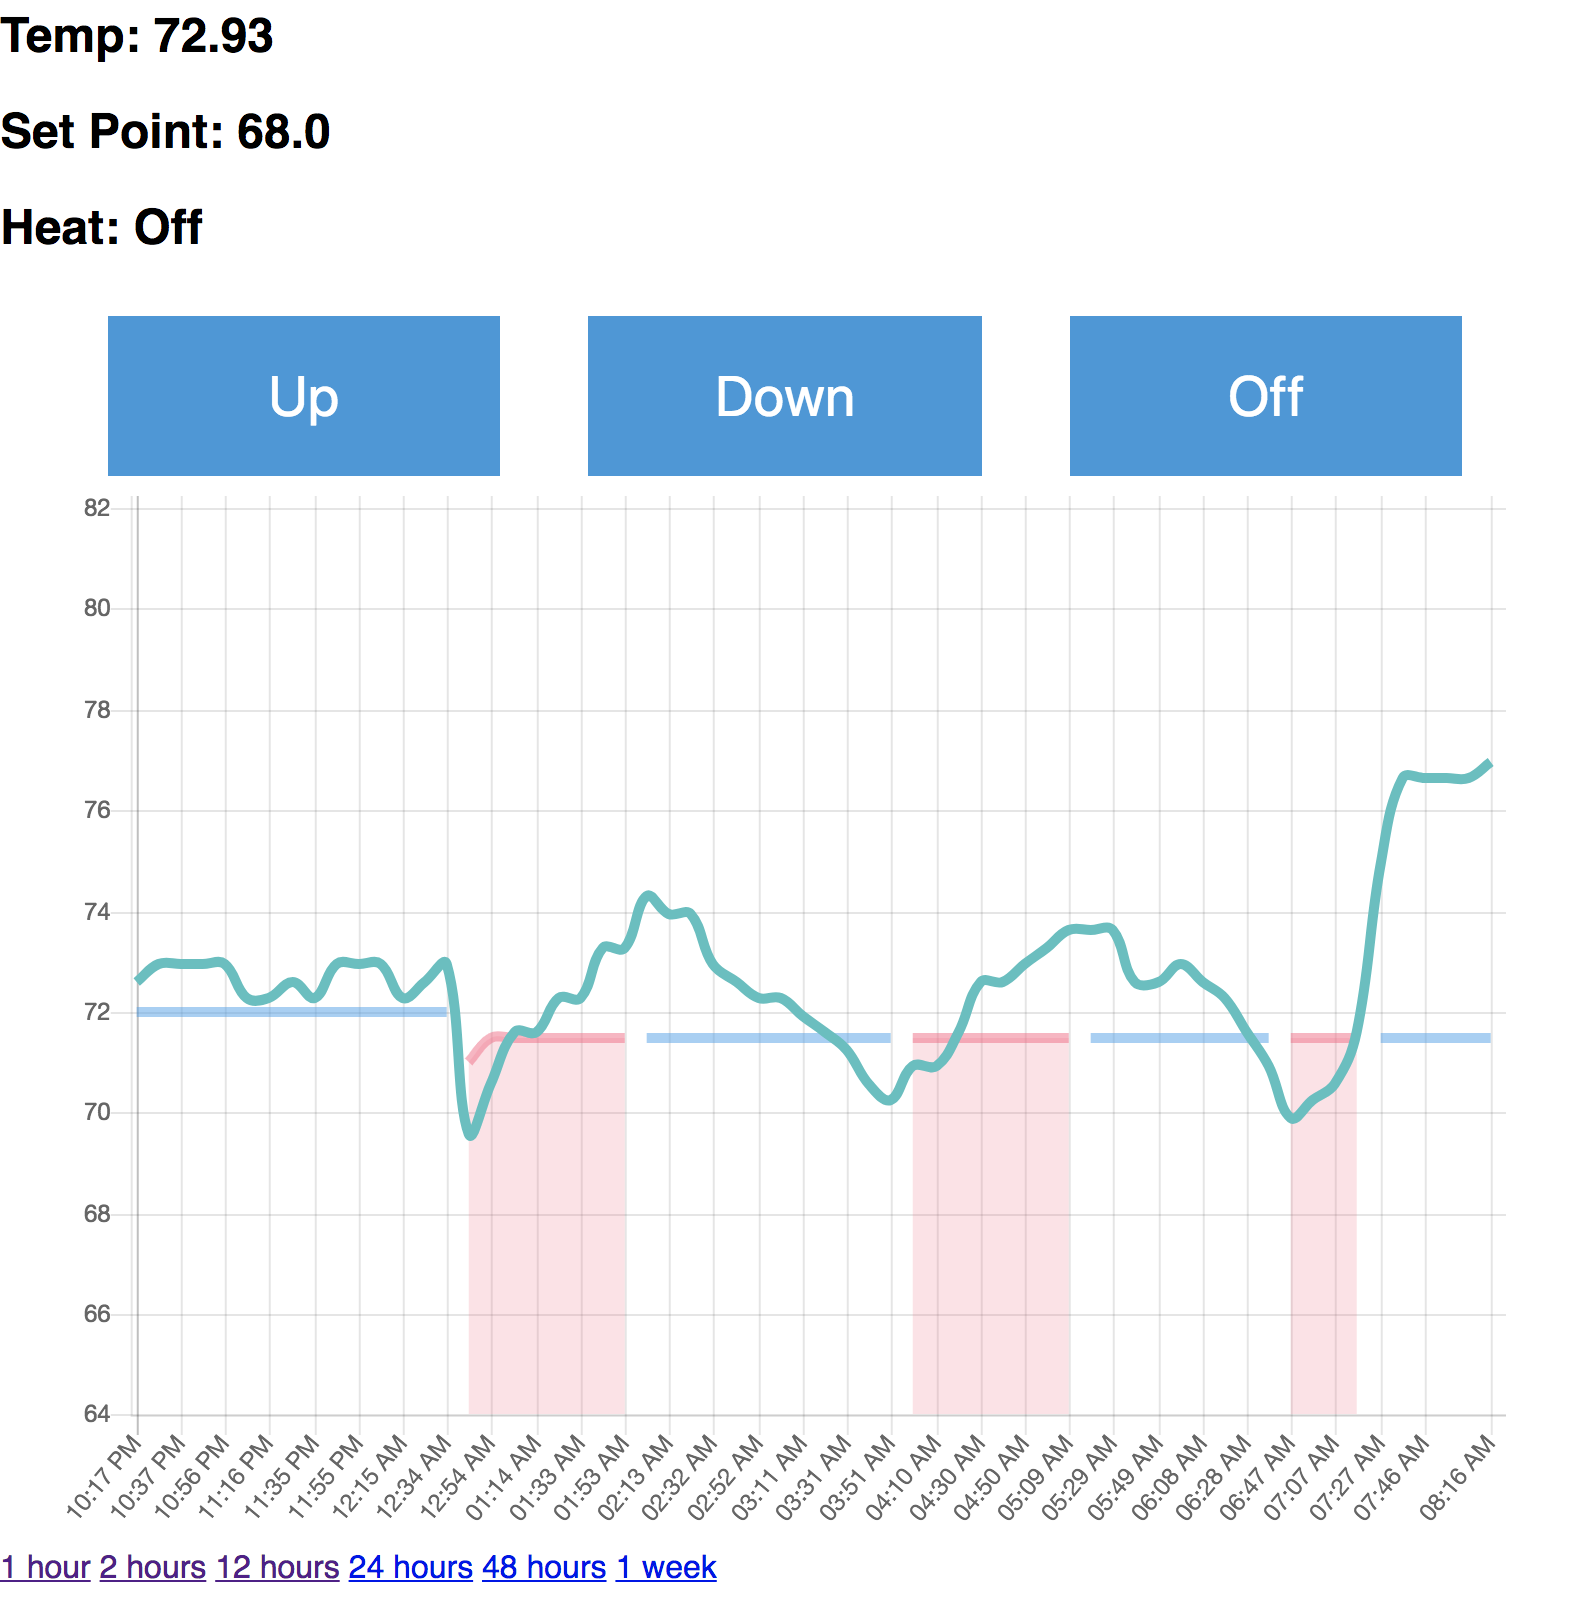 Temp: 72.93
Set Point: 68.0
Heat: Off
Up Down Off
82
80
78
76
74
72
70
68
66
64
10:17 PM 10:37 PM 10:56 PM 11:16 PM 11:35 PM 11:55 PM 12:15 AM 12:34 AM 12:54 AM 01:14 AM 01:33 AM 01:53 AM 02:13 AM 02:32 AM 02:52 AM 03:11 AM 03:31 AM 03:51 AM 04:10 AM 04:30 AM 04:50 AM 05:09 AM 05:29 AM 05:49 AM 06:08 AM 06:28 AM 06:47 AM 07:07 AM 07:27 AM 07:46 AM 08:16 AM
1 hour 2 hours 12 hours 24 hours 48 hours 1 week